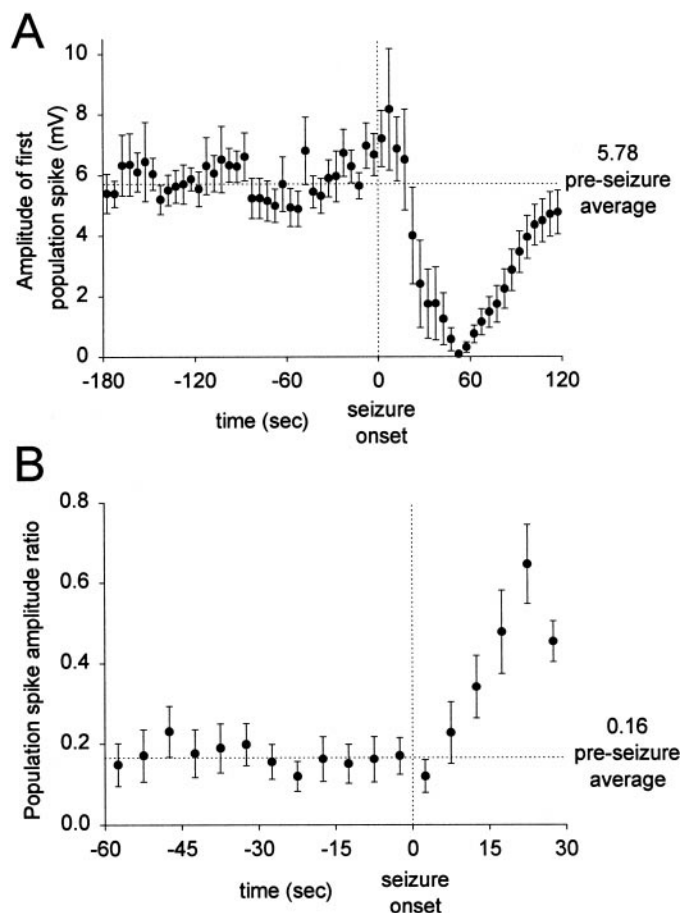 A
Amplitude of first
population spike (mV)
10
8
6
4
2
0
5.78
pre-seizure
average
-180
-120
-60
0
60
120
time (sec)
seizure
onset
B
Population spike amplitude ratio
0.8
0.6
0.4
0.2
0.0
0.16
pre-seizure
average
-60
-45
-30
-15
0
15
30
time (sec)
seizure
onset